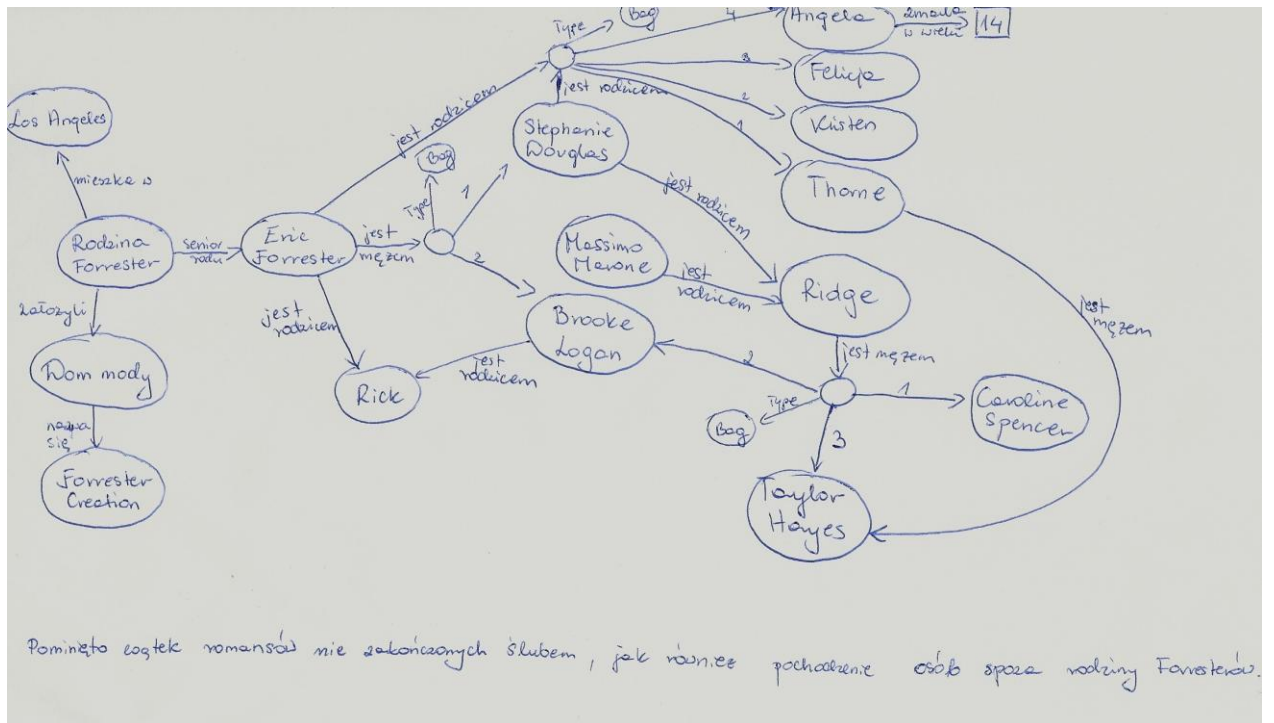 Type
Bag
4
Angela
zmarła
w wieku
14
jest rodzicem
3
Felicja
2
Kristen
1
Thorne
Los Angeles
mieszka w
jest rodzicem
Stephanie
Douglas
Bag
Type
1
jest rodzicem
Rodzina
Forrester
senior
rodu
Eric
Forrester
jest
mężem
2
Massimo
Marone
jest
rodzicem
Ridge
jest
mężem
założyli
jest
rodzicem
Brooke
Logan
jest mężem
Dom mody
Rick
jest
rodzicem
2
Type
Bag
1
Caroline
Spencer
3
nazywa
się
Forrester
Creation
Taylor
Hayes
Pominięto wątek romansów nie zakończonych ślubem, jak również pochodzenie osób spoza rodziny Forresterów.